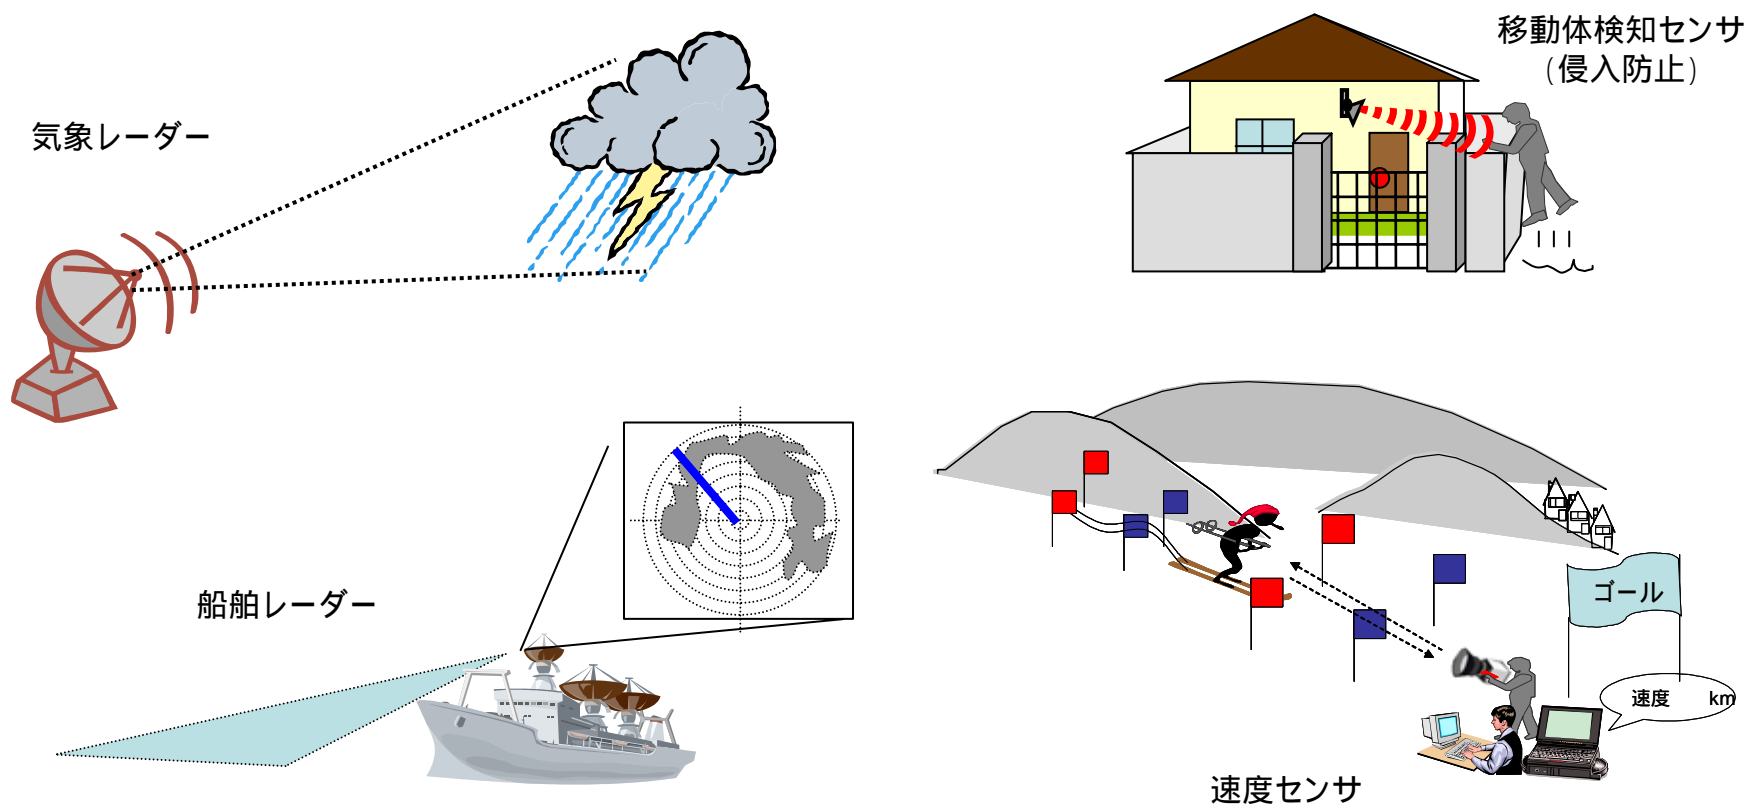 気象レーダー
移動体検知センサ
(侵入防止)
船舶レーダー
ゴール
速度 km
速度センサ